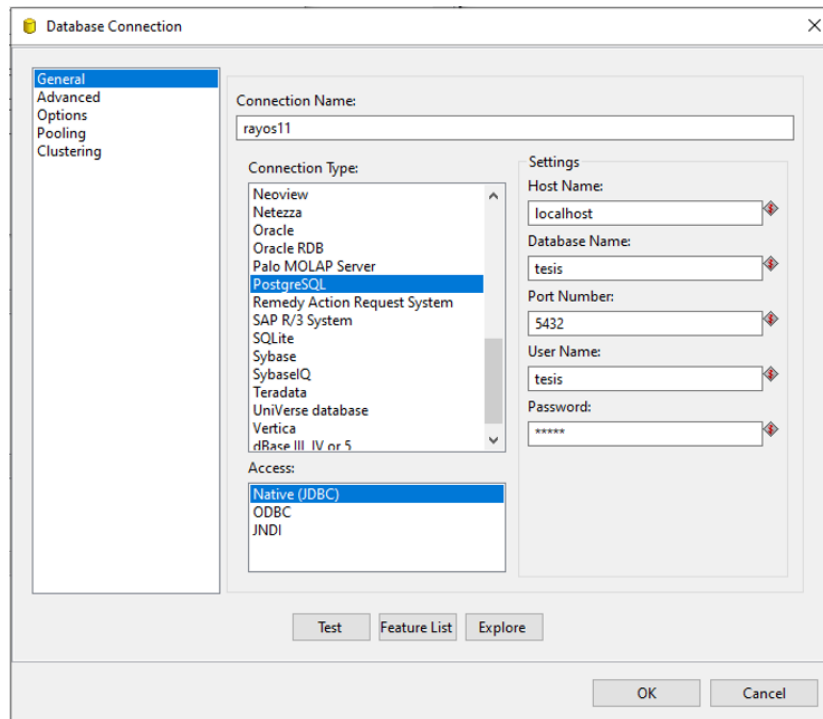 Database Connection
General
Advanced
Options
Pooling
Clustering
Connection Name:
rayos11
Connection Type:
Neoview
Netezza
Oracle
Oracle RDB
Palo MOLAP Server
PostgreSQL
Remedy Action Request System
SAP R/3 System
SQLite
Sybase
SybaseIQ
Teradata
UniVerse database
Vertica
dBase III, IV or 5
Access:
Native (JDBC)
ODBC
JNDI
Settings
Host Name:
localhost
Database Name:
tesis
Port Number:
5432
User Name:
tesis
Password:
*****
Test
Feature List
Explore
OK
Cancel